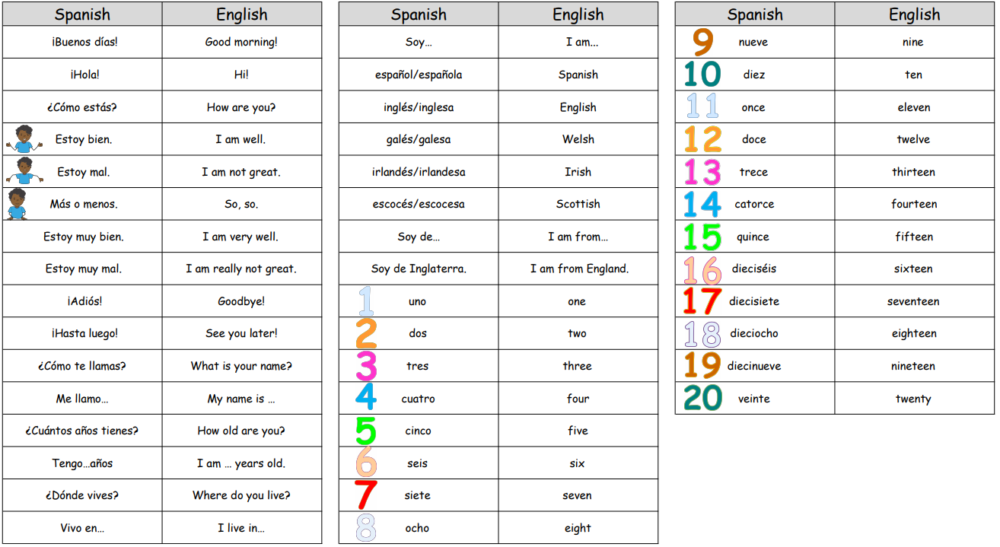 Spanish English
¡Buenos días! Good morning!
¡Hola! Hi!
¿Cómo estás? How are you?
Estoy bien. I am well.
Estoy mal. I am not great.
Más o menos. So, so.
Estoy muy bien. I am very well.
Estoy muy mal. I am really not great.
¡Adiós! Goodbye!
¡Hasta luego! See you later!
¿Cómo te llamas? What is your name?
Me llamo… My name is …
¿Cuántos años tienes? How old are you?
Tengo…años I am … years old.
¿Dónde vives? Where do you live?
Vivo en… I live in…
Spanish English
Soy… I am...
español/española Spanish
inglés/inglesa English
galés/galesa Welsh
irlandés/irlandesa Irish
escocés/escocesa Scottish
Soy de… I am from…
Soy de Inglaterra. I am from England.
1 uno one
2 dos two
3 tres three
4 cuatro four
5 cinco five
6 seis six
7 siete seven
8 ocho eight
Spanish English
9 nueve nine
10 diez ten
11 once eleven
12 doce twelve
13 trece thirteen
14 catorce fourteen
15 quince fifteen
16 dieciséis sixteen
17 diecisiete seventeen
18 dieciocho eighteen
19 diecinueve nineteen
20 veinte twenty